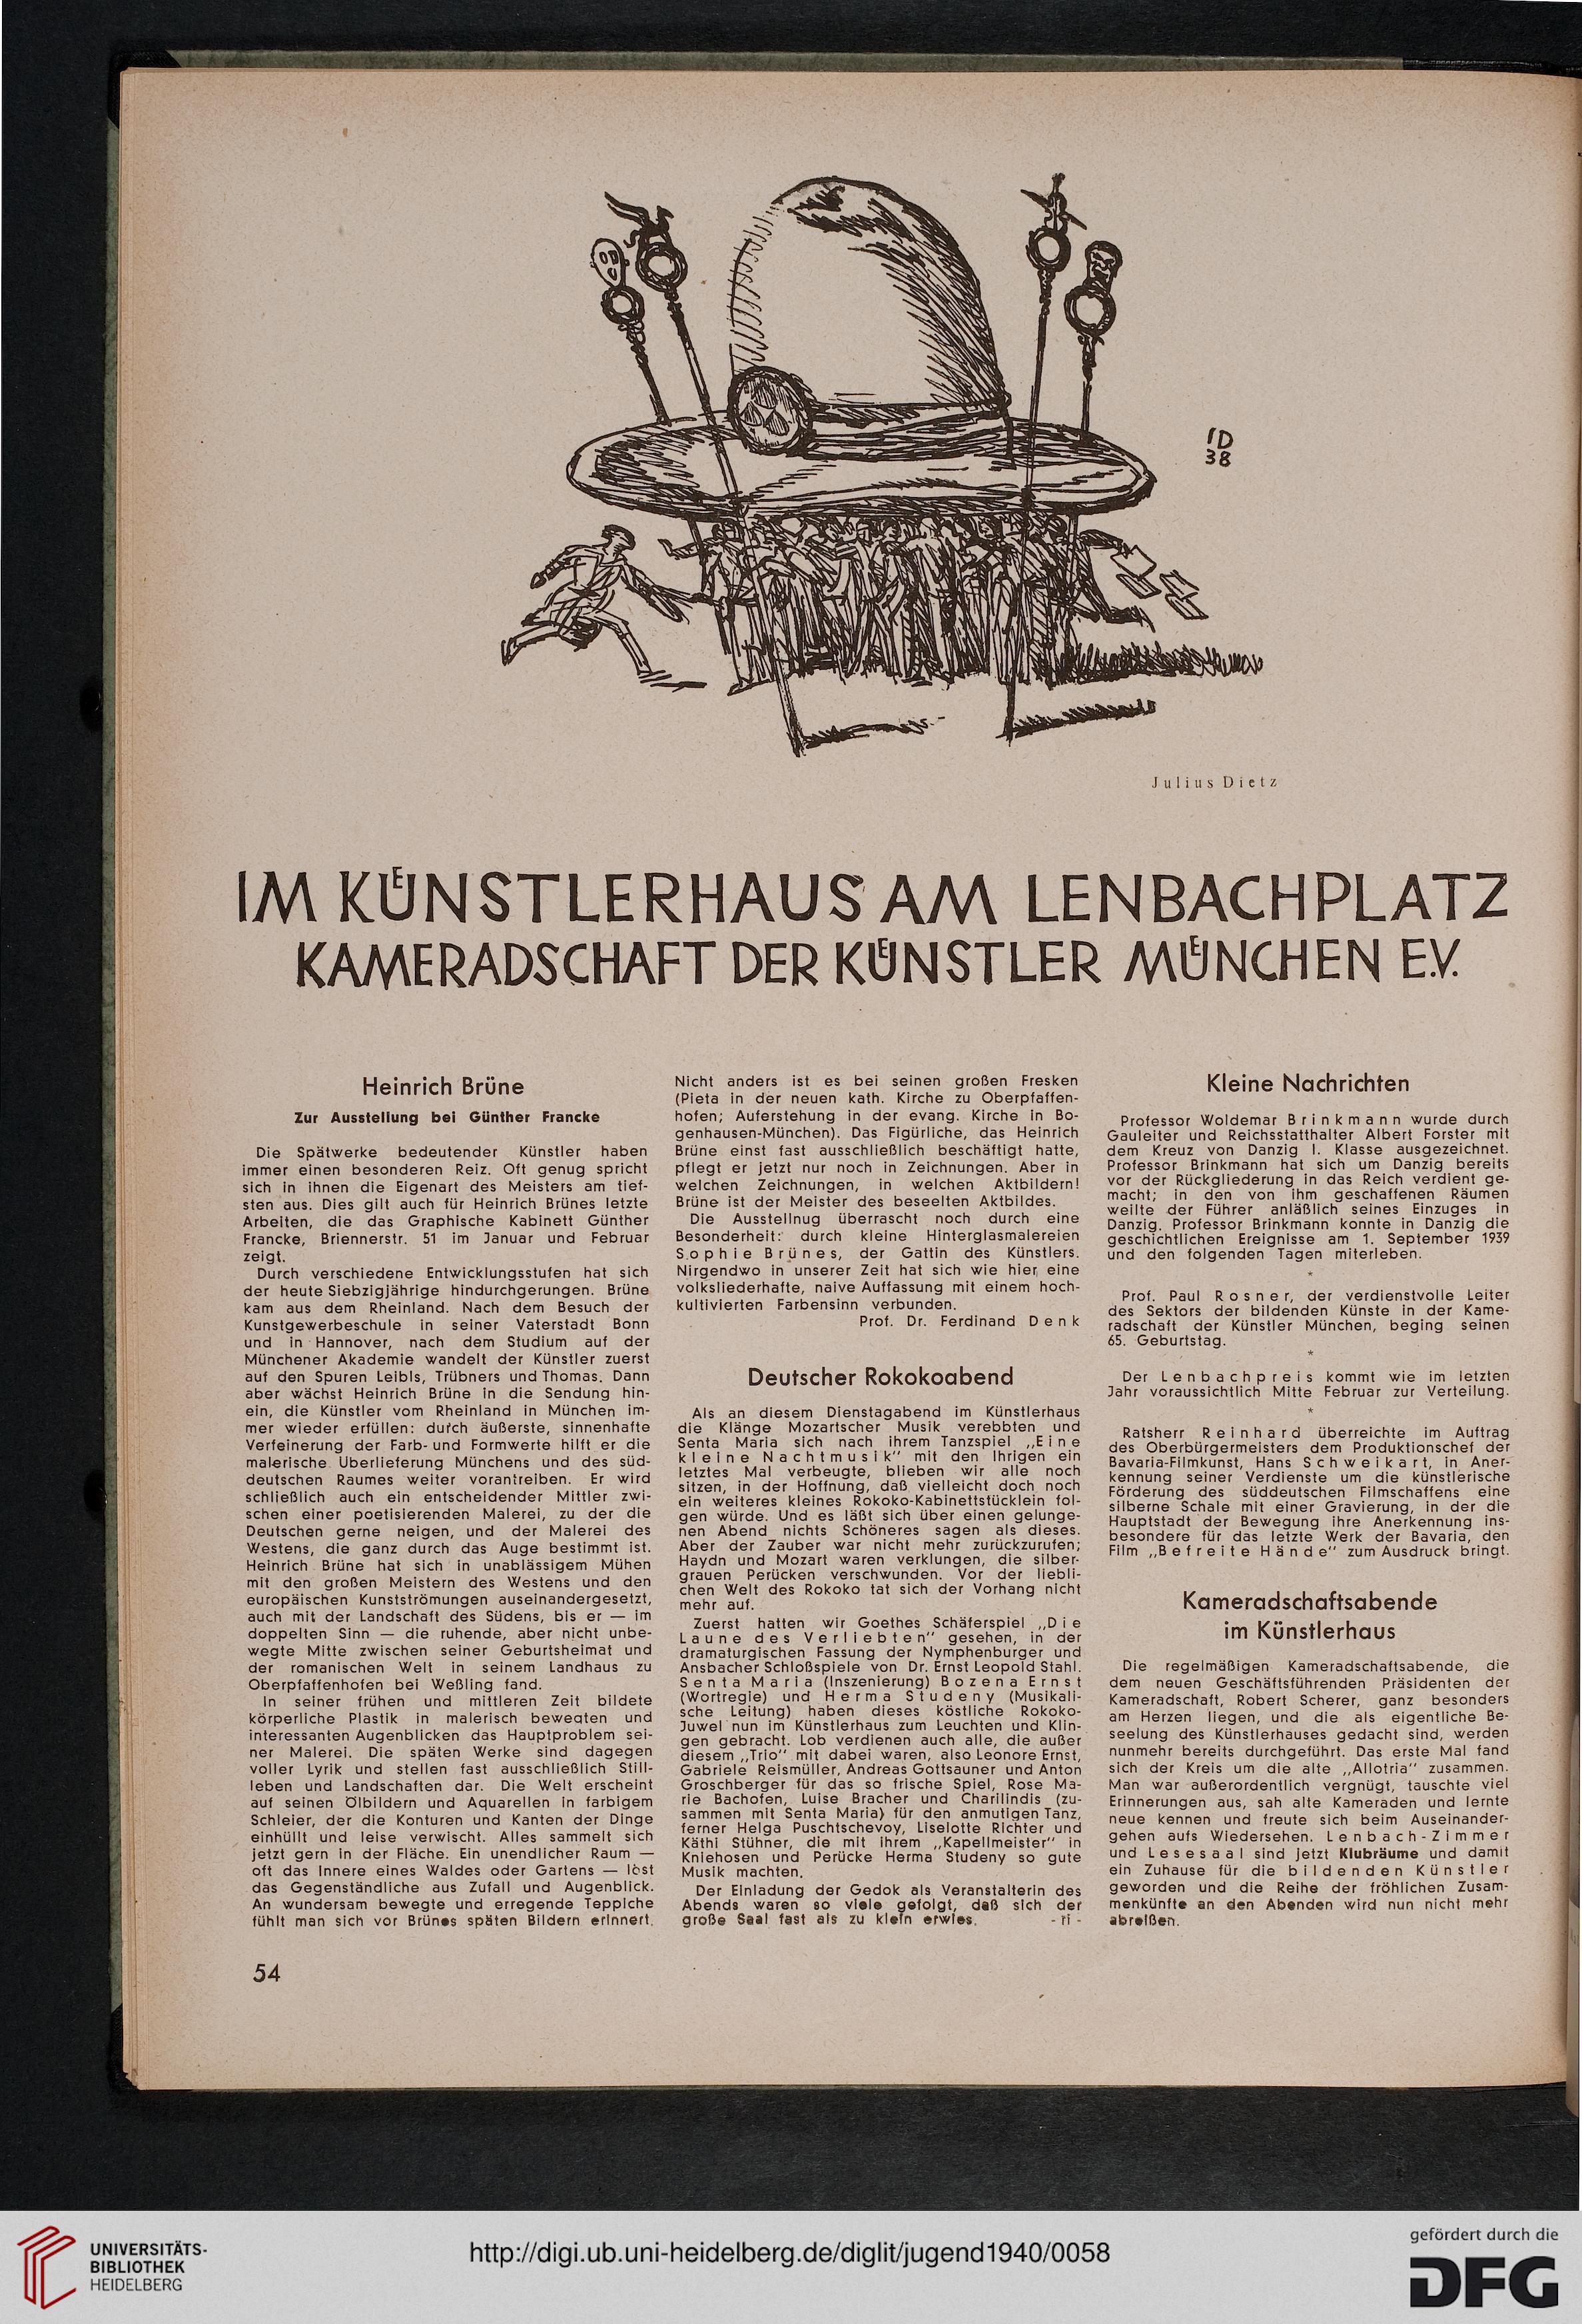 ID
38
Julius Dietz
IM KÜNSTLERHAUS AM LENBACHPLATZ
KAMERADSCHAFT DER KÜNSTLER MÜNCHEN E.V.
Heinrich Brüne
Zur Ausstellung bei Günther Francke
Die Spätwerke bedeutender Künstler haben
immer einen besonderen Reiz. Oft genug spricht
sich in ihnen die Eigenart des Meisters am tief-
sten aus. Dies gilt auch für Heinrich Brünes letzte
Arbeiten, die das Graphische Kabinett Günther
Francke, Briennerstr. 51 im Januar und Februar
zeigt.
Durch verschiedene Entwicklungsstufen hat sich
der heute Siebzigjährige hindurchgerungen. Brüne
kam aus dem Rheinland. Nach dem Besuch der
Kunstgewerbeschule in seiner Vaterstadt Bonn
und in Hannover, nach dem Studium auf der
Münchener Akademie wandelt der Künstler zuerst
auf den Spuren Leibls, Trübners und Thomas. Dann
aber wächst Heinrich Brüne in die Sendung hin-
ein, die Künstler vom Rheinland in München im-
mer wieder erfüllen: durch äußerste, sinnenhafte
Verfeinerung der Farb- und Formwerte hilft er die
malerische Überlieferung Münchens und des süd-
deutschen Raumes weiter vorantreiben. Er wird
schließlich auch ein entscheidender Mittler zwi-
schen einer poetisierenden Malerei, zu der die
Deutschen gerne neigen, und der Malerei des
Westens, die ganz durch das Auge bestimmt ist.
Heinrich Brüne hat sich in unablässigem Mühen
mit den großen Meistern des Westens und den
europäischen Kunstströmungen auseinandergesetzt,
auch mit der Landschaft des Südens, bis er — im
doppelten Sinn — die ruhende, aber nicht unbe-
wegte Mitte zwischen seiner Geburtsheimat und
der romanischen Welt in seinem Landhaus zu
Oberpfaffenhofen bei Weßling fand.
In seiner frühen und mittleren Zeit bildete
körperliche Plastik in malerisch bewegten und
interessanten Augenblicken das Hauptproblem sei-
ner Malerei. Die späten Werke sind dagegen
voller Lyrik und stellen fast ausschließlich Still-
leben und Landschaften dar. Die Welt erscheint
auf seinen Ölbildern und Aquarellen in farbigem
Schleier, der die Konturen und Kanten der Dinge
einhüllt und leise verwischt. Alles sammelt sich
jetzt gern in der Fläche. Ein unendlicher Raum —
oft das Innere eines Waldes oder Gartens — löst
das Gegenständliche aus Zufall und Augenblick.
An wundersam bewegte und erregende Teppiche
fühlt man sich vor Brünes späten Bildern erinnert.
Nicht anders ist es bei seinen großen Fresken
(Pieta in der neuen kath. Kirche zu Oberpfaffen-
hofen; Auferstehung in der evang. Kirche in Bo-
genhausen-München). Das Figürliche, das Heinrich
Brüne einst fast ausschließlich beschäftigt hatte,
pflegt er jetzt nur noch in Zeichnungen. Aber in
welchen Zeichnungen, in welchen Aktbildern!
Brüne ist der Meister des beseelten Aktbildes.
Die Ausstellnug überrascht noch durch eine
Besonderheit: durch kleine Hinterglasmalereien
Sophie Brünes, der Gattin des Künstlers.
Nirgendwo in unserer Zeit hat sich wie hier eine
volksliederhafte, naive Auffassung mit einem hoch-
kultivierten Farbensinn verbunden.
Prof. Dr. Ferdinand Denk
Deutscher Rokokoabend
Als an diesem Dienstagabend im Künstlerhaus
die Klänge Mozartscher Musik verebbten und
Senta Maria sich nach ihrem Tanzspiel „Eine
kleine Nachtmusik“ mit den Ihrigen ein
letztes Mal verbeugte, blieben wir alle noch
sitzen, in der Hoffnung, daß vielleicht doch noch
ein weiteres kleines Rokoko-Kabinettstücklein fol-
gen würde. Und es läßt sich über einen gelunge-
nen Abend nichts Schöneres sagen als dieses.
Aber der Zauber war nicht mehr zurückzurufen;
Haydn und Mozart waren verklungen, die silber-
grauen Perücken verschwunden. Vor der liebli-
chen Welt des Rokoko tat sich der Vorhang nicht
mehr auf.
Zuerst hatten wir Goethes Schäferspiel „Die
Laune des Verliebten“ gesehen, in der
dramaturgischen Fassung der Nymphenburger und
Ansbacher Schloßspiele von Dr. Ernst Leopold Stahl.
Senta Maria (Inszenierung) Bozena Ernst
(Wortregie) und Herma Studeny (Musikali-
sche Leitung) haben dieses köstliche Rokoko-
Juwel nun im Künstlerhaus zum Leuchten und Klin-
gen gebracht. Lob verdienen auch alle, die außer
diesem „Trio“ mit dabei waren, also Leonore Ernst,
Gabriele Reismüller, Andreas Gottsauner und Anton
Groschberger für das so frische Spiel, Rose Ma-
rie Bachofen, Luise Bracher und Charilindis (zu-
sammen mit Senta Maria) für den anmutigen Tanz,
ferner Helga Puschtschevoy, Liselotte Richter und
Käthi Stühner, die mit ihrem „Kapellmeister“ in
Kniehosen und Perücke Herma Studeny so gute
Musik machten.
Der Einladung der Gedok als Veranstalterin des
Abends waren so viele gefolgt, daß sich der
große Saal fast als zu klein erwies. - ri -
Kleine Nachrichten
Professor Woldemar Brinkmann wurde durch
Gauleiter und Reichsstatthalter Albert Forster mit
dem Kreuz von Danzig I. Klasse ausgezeichnet.
Professor Brinkmann hat sich um Danzig bereits
vor der Rückgliederung in das Reich verdient ge-
macht; in den von ihm geschaffenen Räumen
weilte der Führer anläßlich seines Einzuges in
Danzig. Professor Brinkmann konnte in Danzig die
geschichtlichen Ereignisse am 1. September 1939
und den folgenden Tagen miterleben.
*
Prof. Paul Rosner, der verdienstvolle Leiter
des Sektors der bildenden Künste in der Kame-
radschaft der Künstler München, beging seinen
65. Geburtstag.
*
Der Lenbachpreis kommt wie im letzten
Jahr voraussichtlich Mitte Februar zur Verteilung.
*
Ratsherr Reinhard überreichte im Auftrag
des Oberbürgermeisters dem Produktionschef der
Bavaria-Filmkunst, Hans Schweikart, in Aner-
kennung seiner Verdienste um die künstlerische
Förderung des süddeutschen Filmschaffens eine
silberne Schale mit einer Gravierung, in der die
Hauptstadt der Bewegung ihre Anerkennung ins-
besondere für das letzte Werk der Bavaria, den
Film „Befreite Hände“ zum Ausdruck bringt.
Kameradschaftsabende
im Künstlerhaus
Die regelmäßigen Kameradschaftsabende, die
dem neuen Geschäftsführenden Präsidenten der
Kameradschaft, Robert Scherer, ganz besonders
am Herzen liegen, und die als eigentliche Be-
seelung des Künstlerhauses gedacht sind, werden
nunmehr bereits durchgeführt. Das erste Mal fand
sich der Kreis um die alte „Allotria“ zusammen.
Man war außerordentlich vergnügt, tauschte viel
Erinnerungen aus, sah alte Kameraden und lernte
neue kennen und freute sich beim Auseinander-
gehen aufs Wiedersehen. Lenbach-Zimmer
und Lesesaal sind jetzt Klubräume und damit
ein Zuhause für die bildenden Künstler
geworden und die Reihe der fröhlichen Zusam-
menkünfte an den Abenden wird nun nicht mehr
abreißen.
54
UNIVERSITÄTS-
BIBLIOTHEK
HEIDELBERG
http://digi.ub.uni-heidelberg.de/diglit/jugend1940/0058
gefördert durch die
DFG